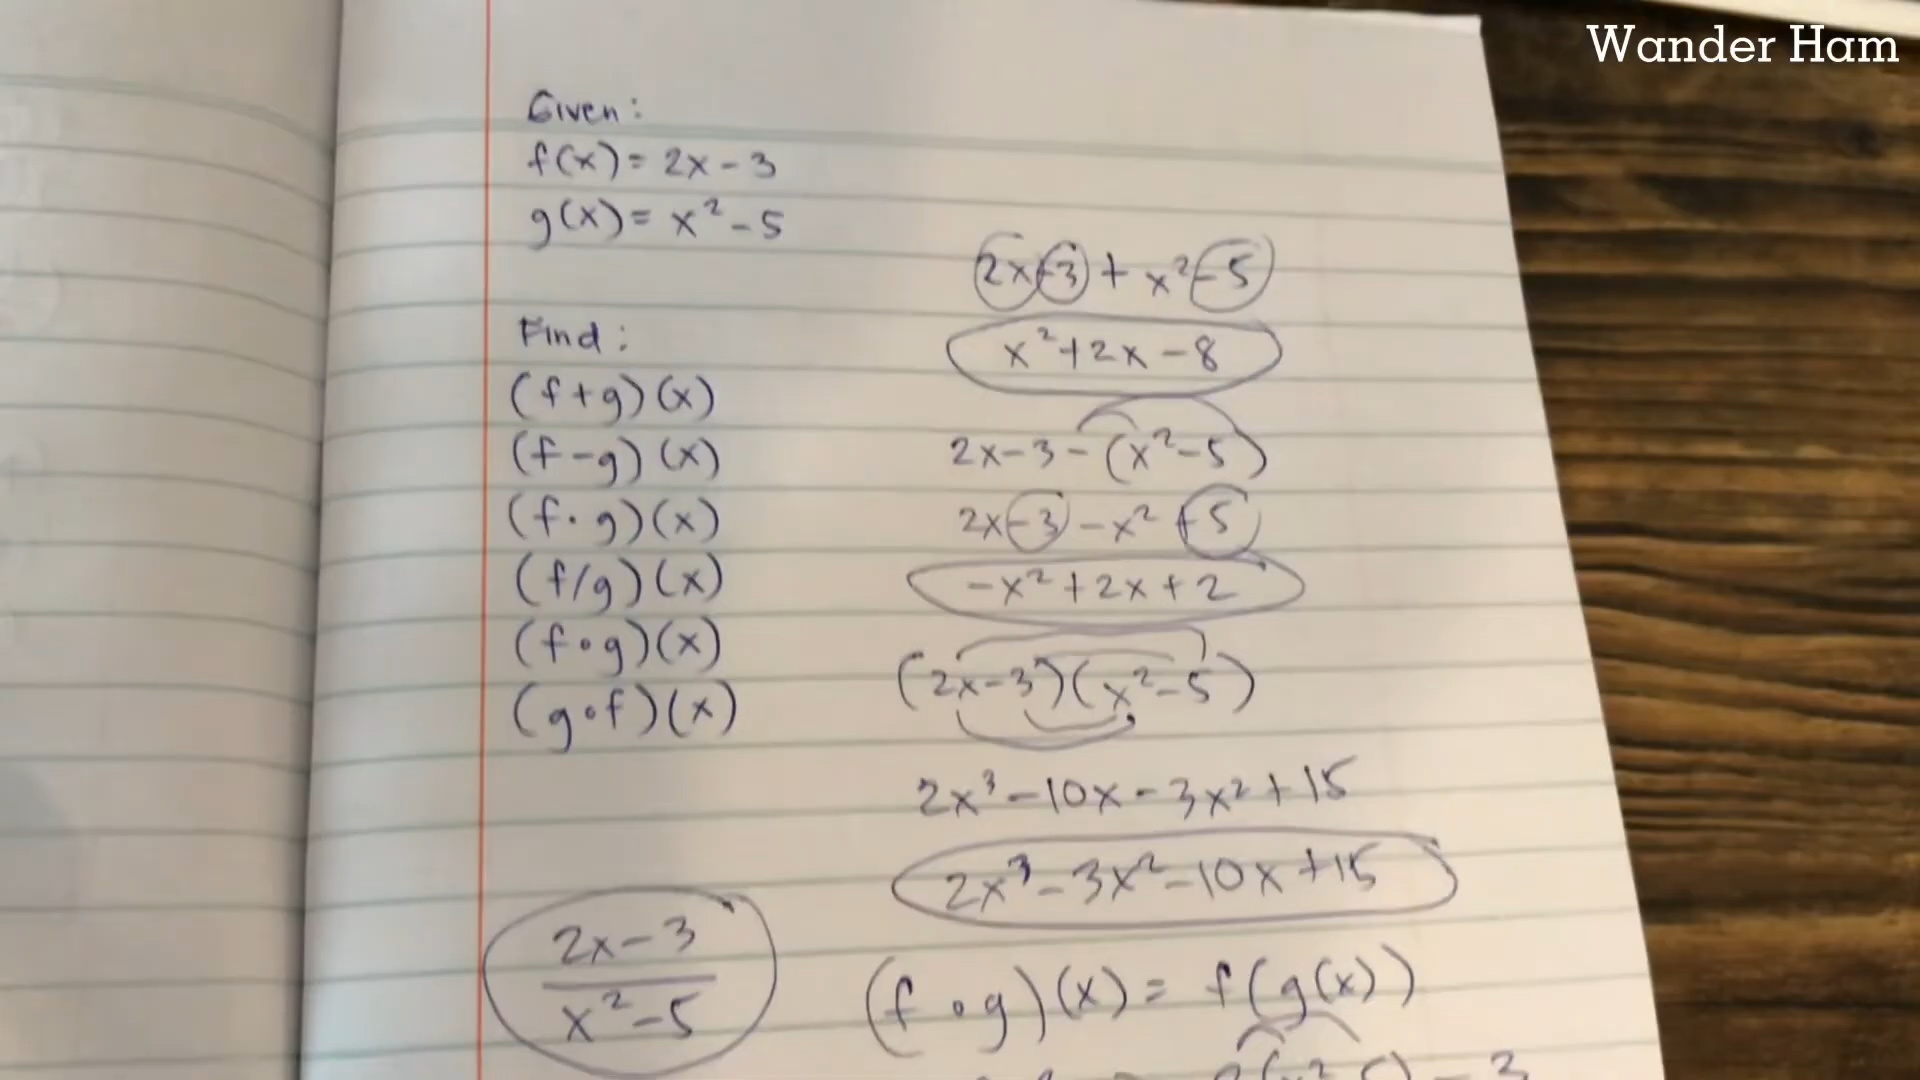 Wander Ham
Given:
f(x) = 2x - 3
g(x) = x² - 5
Find:
(f+g)(x)
(f-g)(x)
(f·g)(x)
(f/g)(x)
(f∘g)(x)
(g∘f)(x)
2x-3 + x²-5
x²+2x-8
2x-3-(x²-5)
2x-3-x²+5
-x²+2x+2
(2x-3)(x²-5)
2x³-10x-3x²+15
2x³-3x²-10x+15
2x-3
x²-5
(f∘g)(x) = f(g(x))